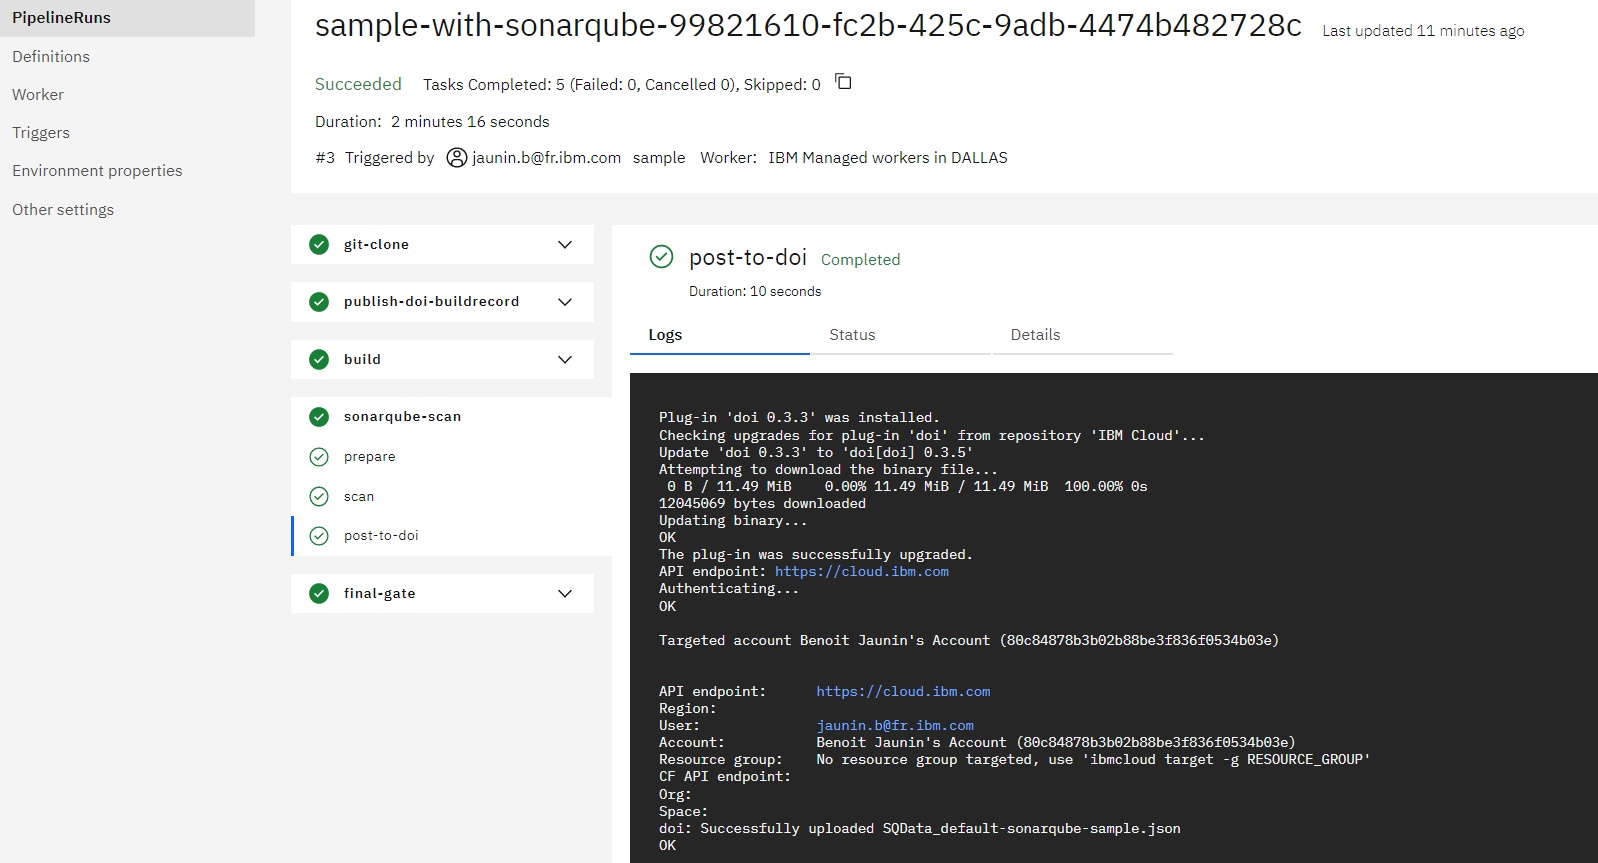 PipelineRuns
Definitions
Worker
Triggers
Environment properties
Other settings
sample-with-sonarqube-99821610-fc2b-425c-9adb-4474b482728c Last updated 11 minutes ago
Succeeded Tasks Completed: 5 (Failed: 0, Cancelled 0), Skipped: 0
Duration: 2 minutes 16 seconds
#3 Triggered by jaunin.b@fr.ibm.com sample Worker: IBM Managed workers in DALLAS
git-clone
publish-doi-buildrecord
build
sonarqube-scan
prepare
scan
post-to-doi
final-gate
post-to-doi Completed
Duration: 10 seconds
Logs Status Details
Plug-in 'doi 0.3.3' was installed.
Checking upgrades for plug-in 'doi' from repository 'IBM Cloud'...
Update 'doi 0.3.3' to 'doi[doi] 0.3.5'
Attempting to download the binary file...
0 B / 11.49 MiB 0.00% 11.49 MiB / 11.49 MiB 100.00% 0s
12045069 bytes downloaded
Updating binary...
OK
The plug-in was successfully upgraded.
API endpoint: https://cloud.ibm.com
Authenticating...
OK
Targeted account Benoit Jaunin's Account (80c84878b3b02b88be3f836f0534b03e)
API endpoint: https://cloud.ibm.com
Region:
User: jaunin.b@fr.ibm.com
Account: Benoit Jaunin's Account (80c84878b3b02b88be3f836f0534b03e)
Resource group: No resource group targeted, use 'ibmcloud target -g RESOURCE_GROUP'
CF API endpoint:
Org:
Space:
doi: Successfully uploaded SQData_default-sonarqube-sample.json
OK